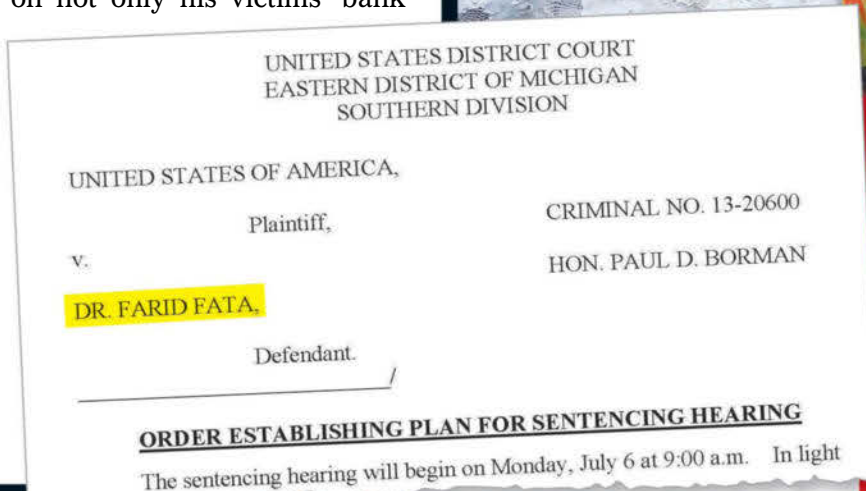 on not only his victims' bank
UNITED STATES DISTRICT COURT
EASTERN DISTRICT OF MICHIGAN
SOUTHERN DIVISION
UNITED STATES OF AMERICA,
Plaintiff,
v.
CRIMINAL NO. 13-20600
HON. PAUL D. BORMAN
DR. FARID FATA,
Defendant.
/
ORDER ESTABLISHING PLAN FOR SENTENCING HEARING
The sentencing hearing will begin on Monday, July 6 at 9:00 a.m. In light